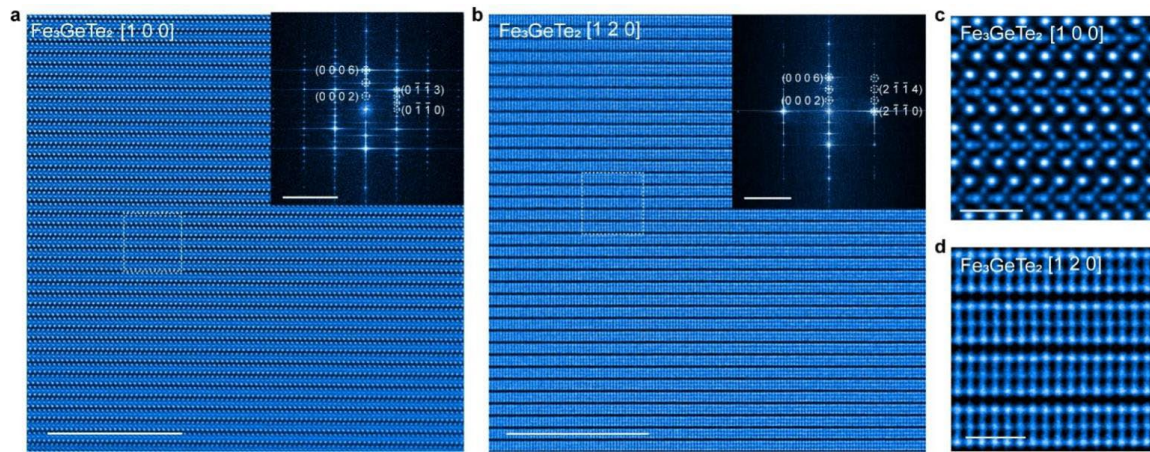 a
Fe₃GeTe₂ [1 0 0]
(0 0 0 6)
(0 0 0 2)
(0 1̄ 1̄ 3)
(0 1̄ 1̄ 0)
b
Fe₃GeTe₂ [1 2 0]
(0 0 0 6)
(0 0 0 2)
(2 1̄ 1̄ 4)
(2 1̄ 1̄ 0)
c
Fe₃GeTe₂ [1 0 0]
d
Fe₃GeTe₂ [1 2 0]